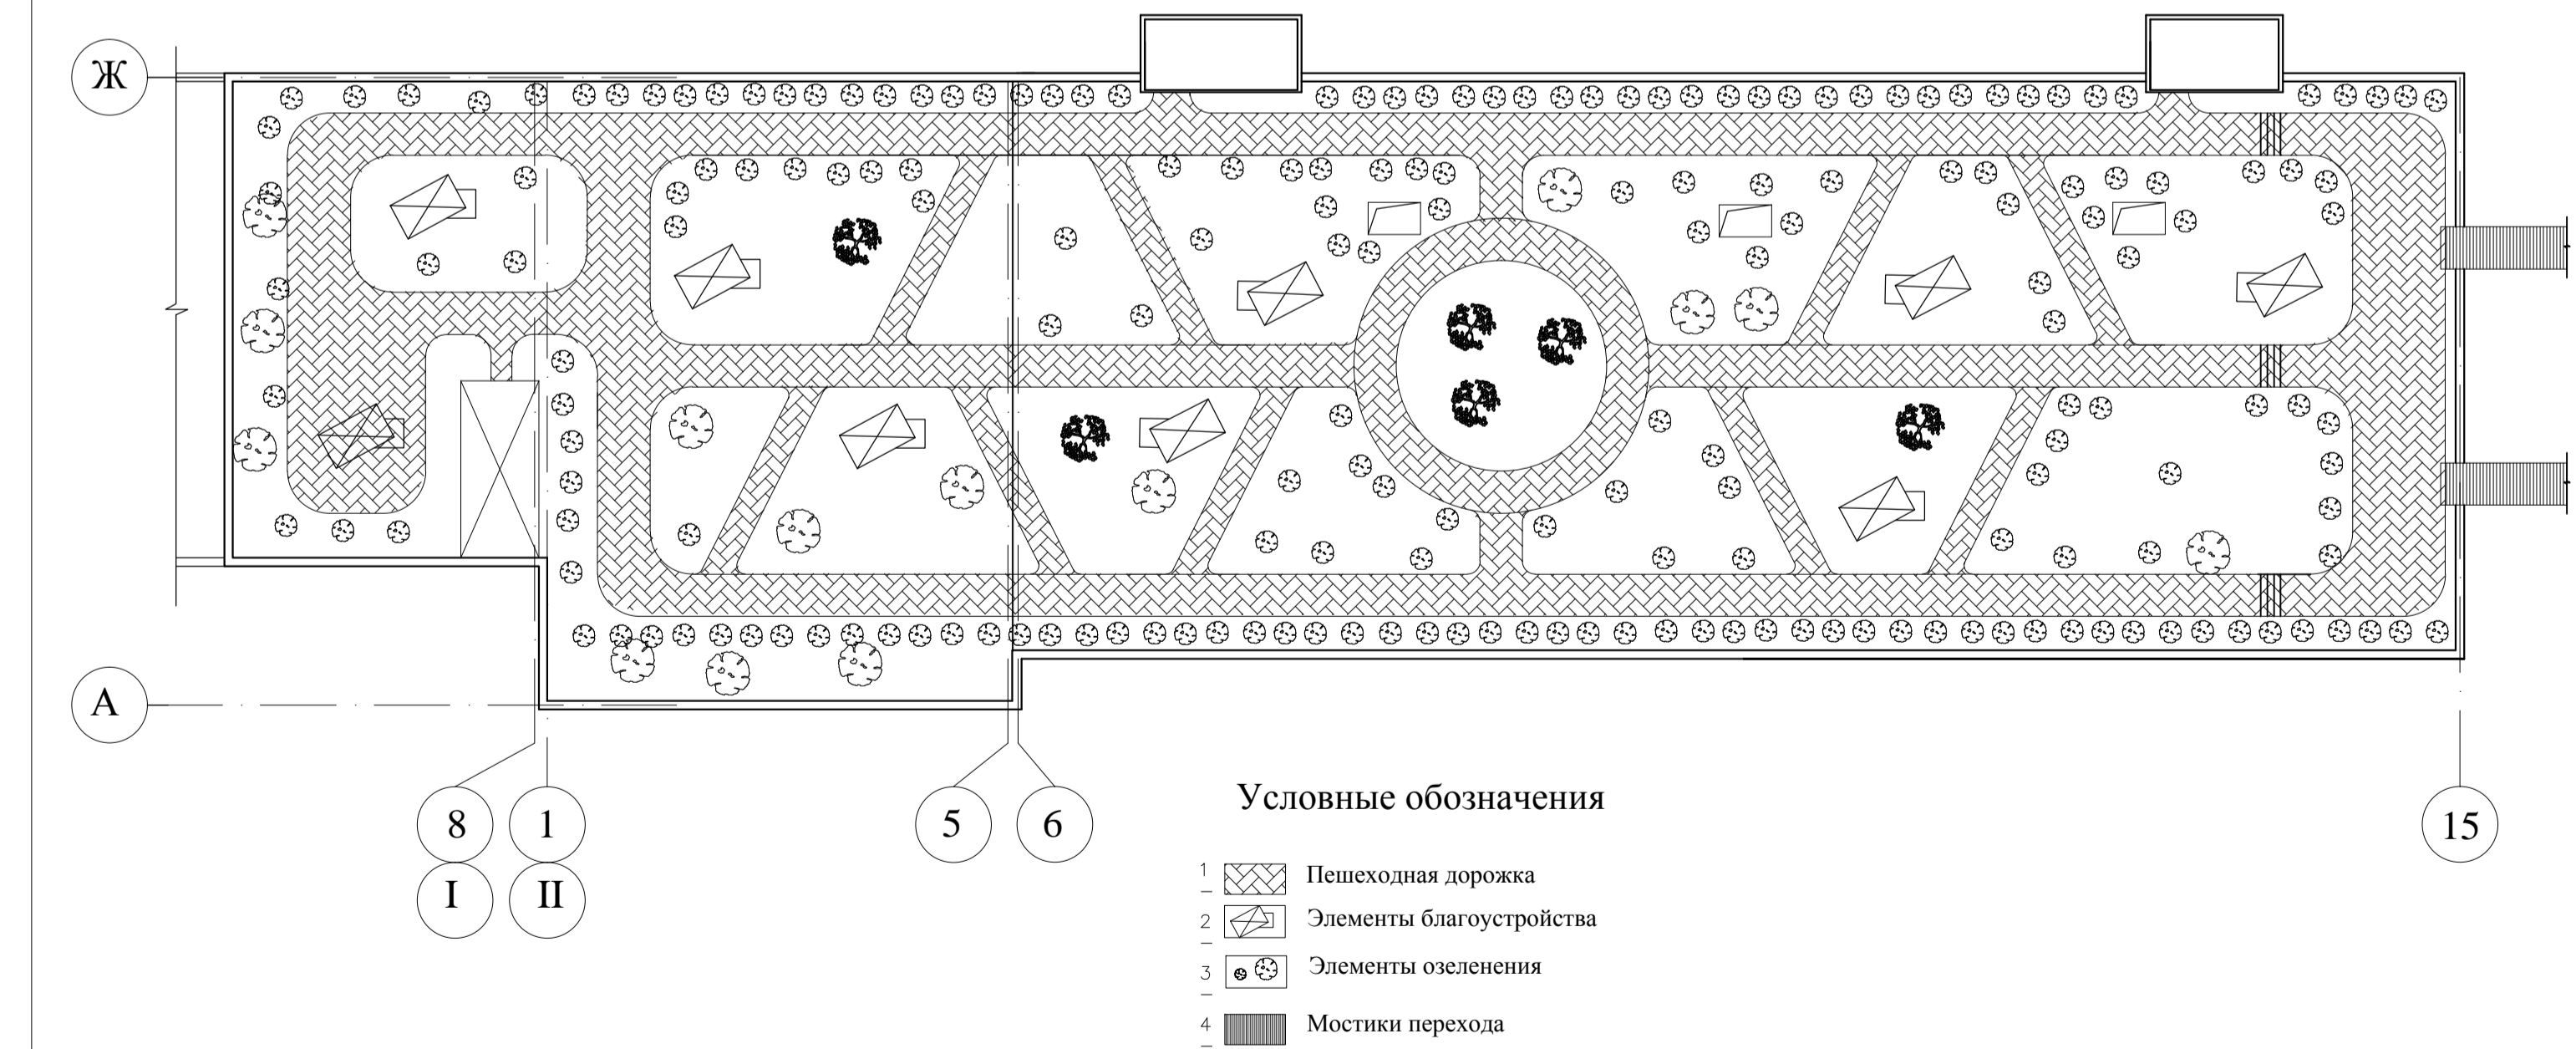 Ж
А
8
1
5
6
15
I
II
Условные обозначения
1 Пешеходная дорожка
2 Элементы благоустройства
3 Элементы озеленения
4 Мостики перехода